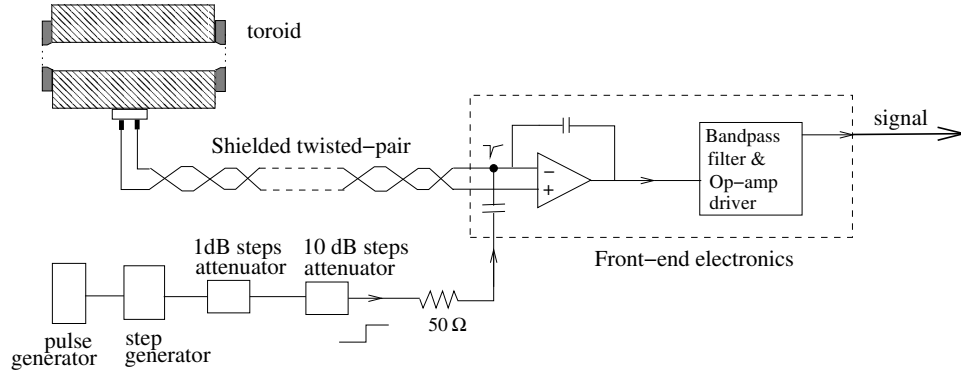 toroid
Shielded twisted−pair
signal
−
+
Bandpass
filter &
Op−amp
driver
Front−end electronics
1dB steps
attenuator
10 dB steps
attenuator
50 Ω
pulse
generator
step
generator